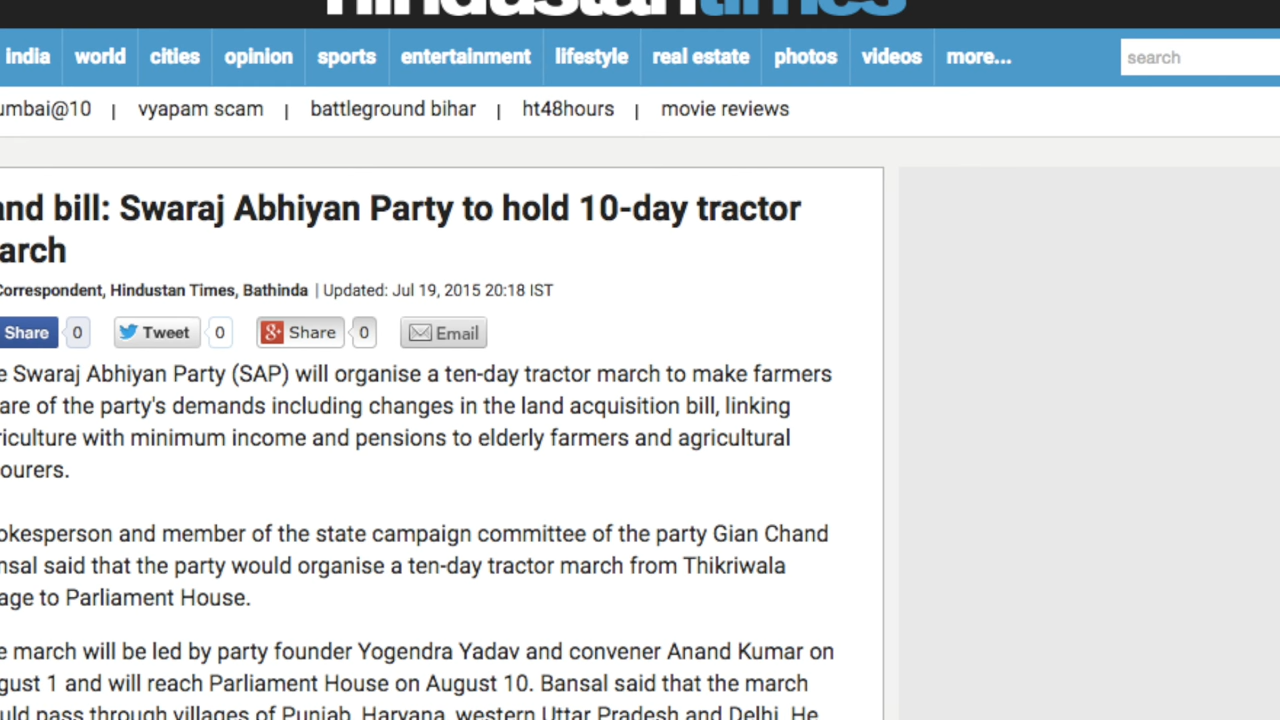 hindustantimes
india world cities opinion sports entertainment lifestyle real estate photos videos more... search
umbai@10 | vyapam scam | battleground bihar | ht48hours | movie reviews
and bill: Swaraj Abhiyan Party to hold 10-day tractor
arch
Correspondent, Hindustan Times, Bathinda | Updated: Jul 19, 2015 20:18 IST
Share 0 Tweet 0 Share 0 Email
e Swaraj Abhiyan Party (SAP) will organise a ten-day tractor march to make farmers
are of the party's demands including changes in the land acquisition bill, linking
riculture with minimum income and pensions to elderly farmers and agricultural
ourers.
okesperson and member of the state campaign committee of the party Gian Chand
nsal said that the party would organise a ten-day tractor march from Thikriwala
age to Parliament House.
e march will be led by party founder Yogendra Yadav and convener Anand Kumar on
gust 1 and will reach Parliament House on August 10. Bansal said that the march
uld pass through villages of Punjab, Haryana, western Uttar Pradesh and Delhi. He